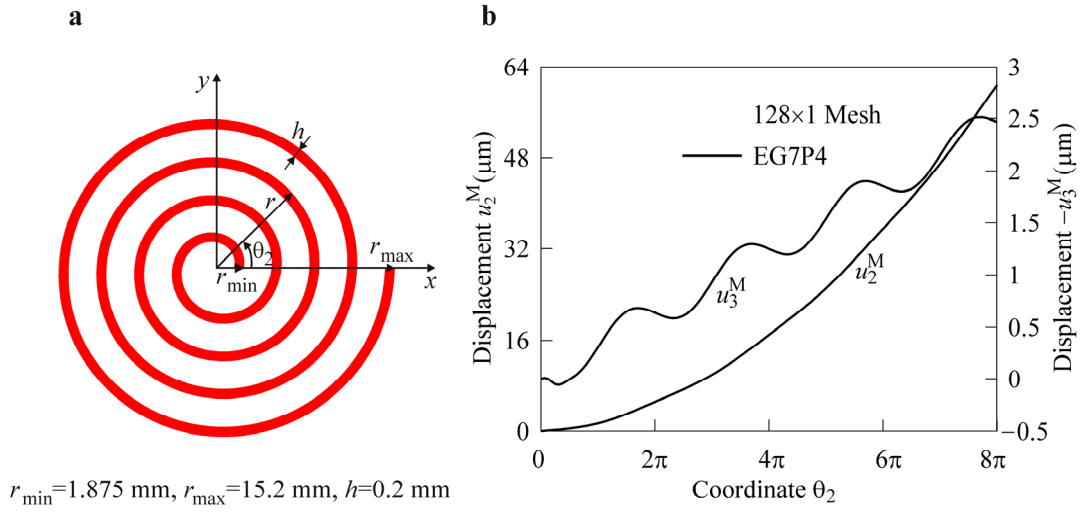 a
y
h
r
θ₂
r_max
r_min
x
r_min=1.875 mm, r_max=15.2 mm, h=0.2 mm
b
64
48
32
16
0
Displacement u₂ᴹ(μm)
128×1 Mesh
EG7P4
u₃ᴹ
u₂ᴹ
3
2.5
2
1.5
1
0.5
0
−0.5
Displacement −u₃ᴹ(μm)
0
2π
4π
6π
8π
Coordinate θ₂